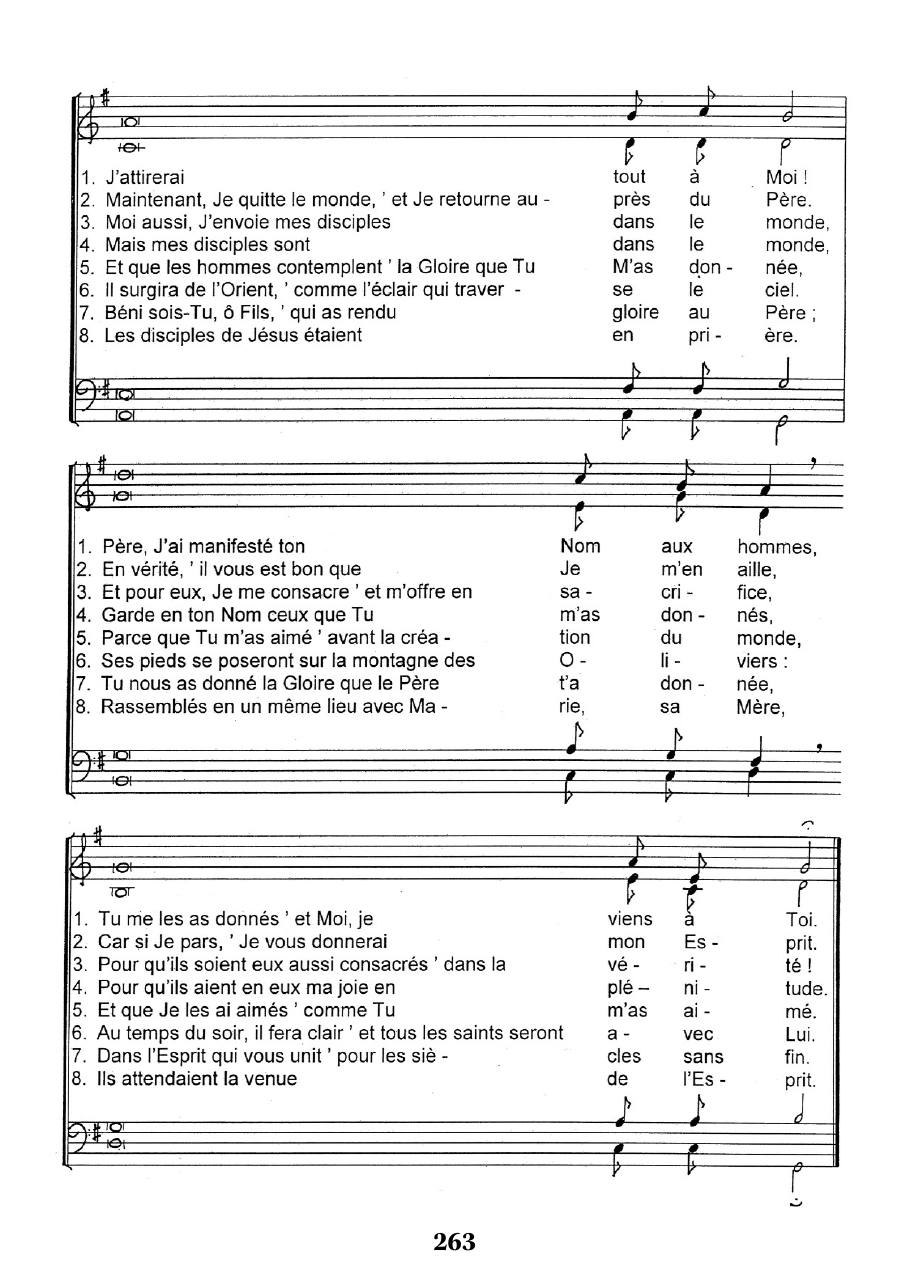 1. J'attirerai tout à Moi !
2. Maintenant, Je quitte le monde, ' et Je retourne au - près du Père.
3. Moi aussi, J'envoie mes disciples dans le monde,
4. Mais mes disciples sont dans le monde,
5. Et que les hommes contemplent ' la Gloire que Tu M'as don - née,
6. Il surgira de l'Orient, ' comme l'éclair qui traver - se le ciel.
7. Béni sois-Tu, ô Fils, ' qui as rendu gloire au Père ;
8. Les disciples de Jésus étaient en pri - ère.
1. Père, J'ai manifesté ton Nom aux hommes,
2. En vérité, ' il vous est bon que Je m'en aille,
3. Et pour eux, Je me consacre ' et m'offre en sa - cri - fice,
4. Garde en ton Nom ceux que Tu m'as don - nés,
5. Parce que Tu m'as aimé ' avant la créa - tion du monde,
6. Ses pieds se poseront sur la montagne des O - li - viers :
7. Tu nous as donné la Gloire que le Père t'a don - née,
8. Rassemblés en un même lieu avec Ma - rie, sa Mère,
1. Tu me les as donnés ' et Moi, je viens à Toi.
2. Car si Je pars, ' Je vous donnerai mon Es - prit.
3. Pour qu'ils soient eux aussi consacrés ' dans la vé - ri - té !
4. Pour qu'ils aient en eux ma joie en plé – ni - tude.
5. Et que Je les ai aimés ' comme Tu m'as ai - mé.
6. Au temps du soir, il fera clair ' et tous les saints seront a - vec Lui.
7. Dans l'Esprit qui vous unit ' pour les siè - cles sans fin.
8. Ils attendaient la venue de l'Es - prit.
263